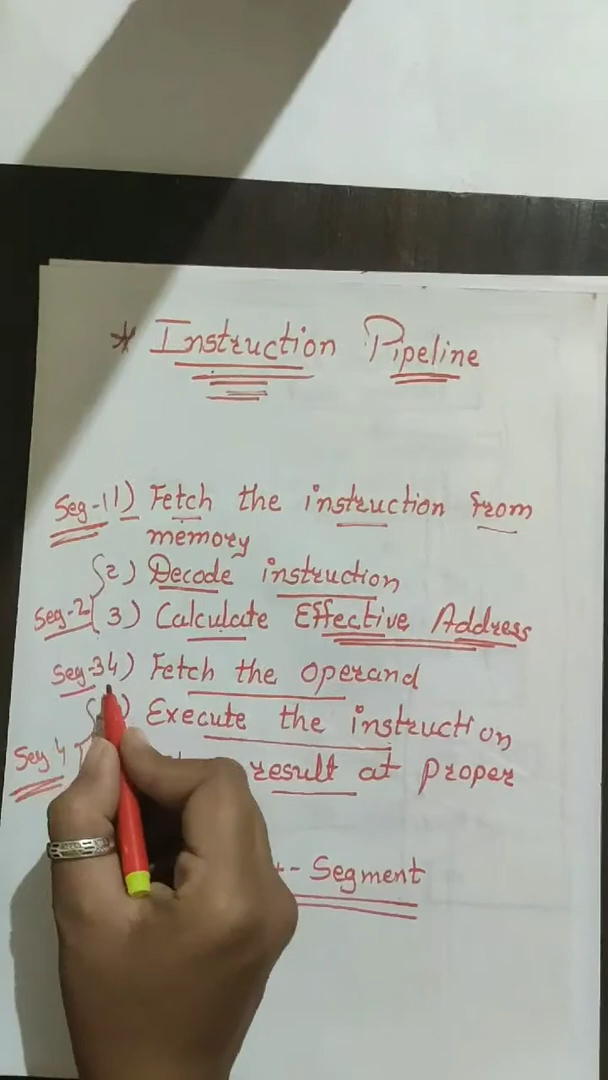 * Instruction Pipeline
Seg-1 1) Fetch the instruction from
memory
2) Decode instruction
Seg-2 3) Calculate Effective Address
Seg-3 4) Fetch the operand
) Execute the instruction
Seg 4 result at proper
- Segment